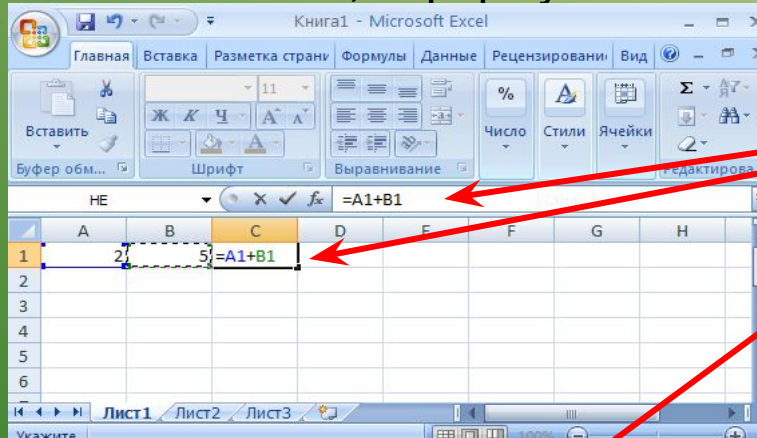 Книга1 - Microsoft Exc
Главная Вставка Разметка страни Формулы Данные Рецензировани Вид
Вставить Ж К Ч 11 А А % Число Стили Ячейки Σ
Буфер обм... Шрифт Выравнивание Редактирова
НЕ fx =A1+B1
A B C D E F G H
1 2 5 =A1+B1
2
3
4
5
6
Лист1 Лист2 Лист3
Укажите 100%